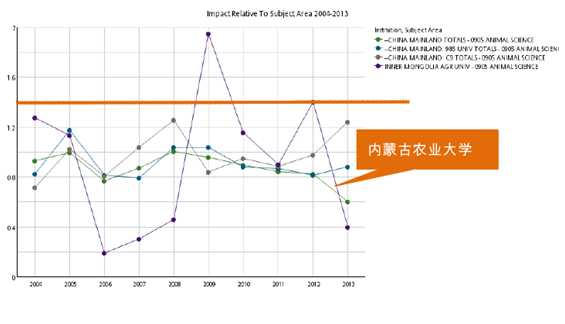 Impact Relative To Subject Area 2004-2013
Institution, Subject Area
--CHINA MAINLAND TOTALS - 0905 ANIMAL SCIENCE
--CHINA MAINLAND: 985 UNIV TOTALS - 0905 ANIMAL SCIEN
--CHINA MAINLAND: C9 TOTALS - 0905 ANIMAL SCIENCE
INNER MONGOLIA AGR UNIV - 0905 ANIMAL SCIENCE
2
1.6
1.2
0.8
0.4
0
内蒙古农业大学
2004 2005 2006 2007 2008 2009 2010 2011 2012 2013